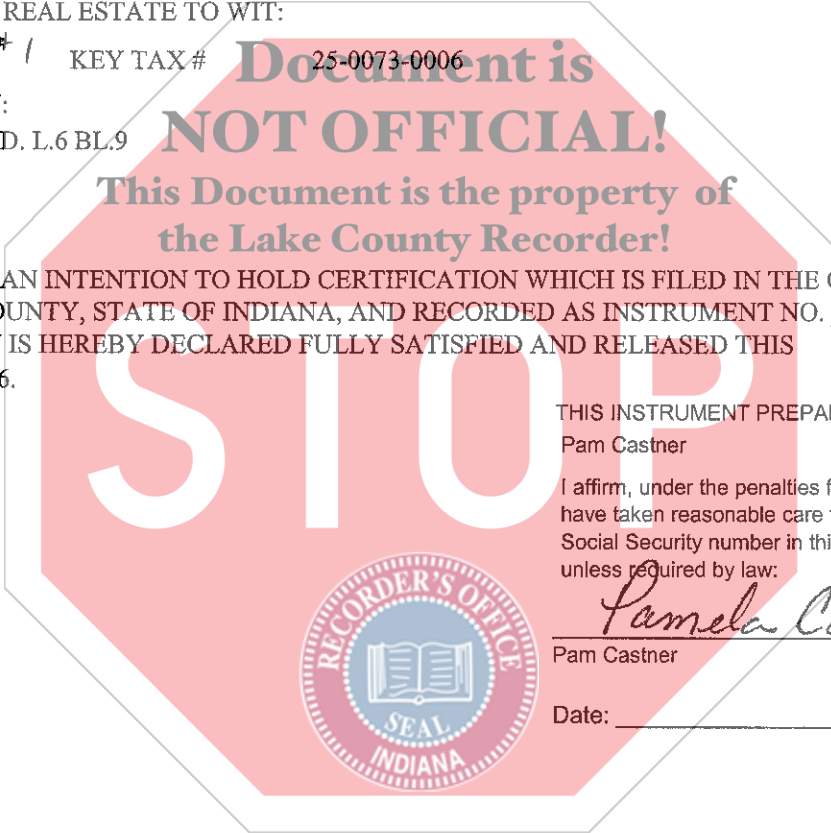 REAL ESTATE TO WIT:
KEY TAX # 25-0073-0006
Document is
D. L.6 BL.9
NOT OFFICIAL!
This Document is the property of
the Lake County Recorder!
AN INTENTION TO HOLD CERTIFICATION WHICH IS FILED IN THE
OUNTY, STATE OF INDIANA, AND RECORDED AS INSTRUMENT NO.
IS HEREBY DECLARED FULLY SATISFIED AND RELEASED THIS
6.
STOP
THIS INSTRUMENT PREPA
Pam Castner
I affirm, under the penalties f
have taken reasonable care
Social Security number in thi
unless required by law:
Pamela Ca
Pam Castner
Date:
RECORDER'S OFFICE
SEAL
INDIANA